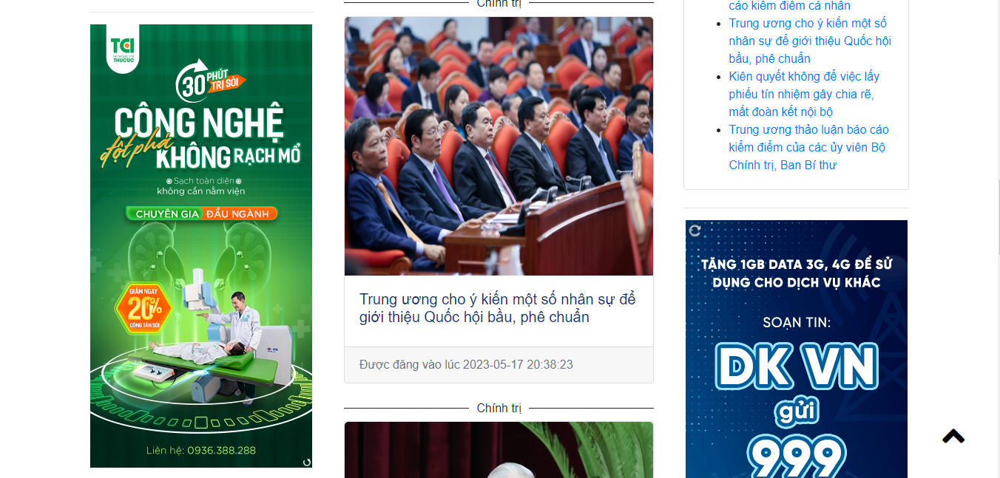 TCI
HỆ THỐNG Y TẾ
THUCUC
30 PHÚT
TRỊ SỎI
CÔNG NGHỆ
đột phá
KHÔNG RẠCH MỔ
Sạch toàn diện
không cần nằm viện
CHUYÊN GIA ĐẦU NGÀNH
GIẢM NGAY
20%
CÔNG TÁN SỎI
Liên hệ: 0936.388.288
Chính trị
Trung ương cho ý kiến một số nhân sự để
giới thiệu Quốc hội bầu, phê chuẩn
Được đăng vào lúc 2023-05-17 20:38:23
Chính trị
cáo kiểm điểm cá nhân
Trung ương cho ý kiến một số
nhân sự để giới thiệu Quốc hội
bầu, phê chuẩn
Kiên quyết không để việc lấy
phiếu tín nhiệm gây chia rẽ,
mất đoàn kết nội bộ
Trung ương thảo luận báo cáo
kiểm điểm của các ủy viên Bộ
Chính trị, Ban Bí thư
TẶNG 1GB DATA 3G, 4G ĐỂ SỬ
DỤNG CHO DỊCH VỤ KHÁC
SOẠN TIN:
DK VN
gửi
999